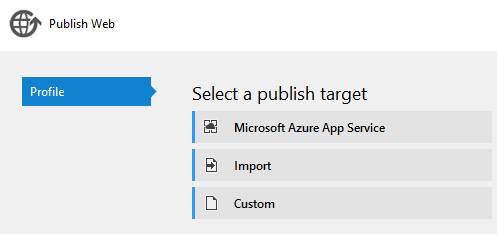 Publish Web
Profile
Select a publish target
Microsoft Azure App Service
Import
Custom